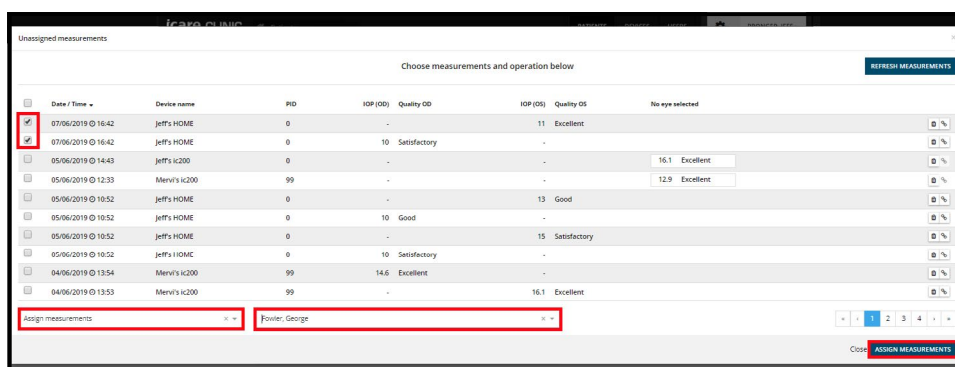 icare CLINIC
PATIENTS DEVICES USERS
Unassigned measurements ×
Choose measurements and operation below
REFRESH MEASUREMENTS
Date / Time Device name PID IOP (OD) Quality OD IOP (OS) Quality OS No eye selected
07/06/2019 16:42 Jeff's HOME 0 - 11 Excellent
07/06/2019 16:42 Jeff's HOME 0 10 Satisfactory -
05/06/2019 14:43 Jeff's ic200 0 - - 16.1 Excellent
05/06/2019 12:33 Mervi's ic200 99 - - 12.9 Excellent
05/06/2019 10:52 Jeff's HOME 0 - 13 Good
05/06/2019 10:52 Jeff's HOME 0 10 Good -
05/06/2019 10:52 Jeff's HOME 0 - 15 Satisfactory
05/06/2019 10:52 Jeff's HOME 0 10 Satisfactory -
04/06/2019 13:54 Mervi's ic200 99 14.6 Excellent -
04/06/2019 13:53 Mervi's ic200 99 - 16.1 Excellent
Assign measurements × Fowler, George × « ‹ 1 2 3 4 › »
Close ASSIGN MEASUREMENTS